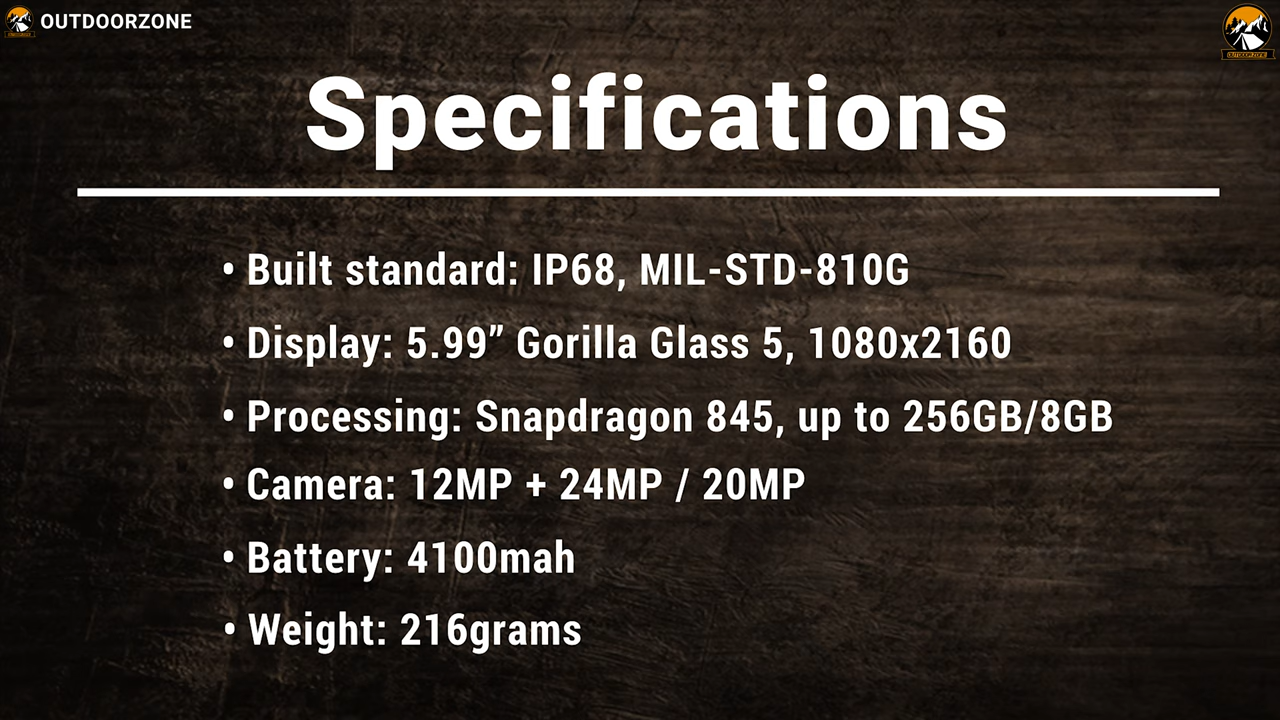 OUTDOORZONE
OUTDOORZONE
Specifications
• Built standard: IP68, MIL-STD-810G
• Display: 5.99” Gorilla Glass 5, 1080x2160
• Processing: Snapdragon 845, up to 256GB/8GB
• Camera: 12MP + 24MP / 20MP
• Battery: 4100mah
• Weight: 216grams